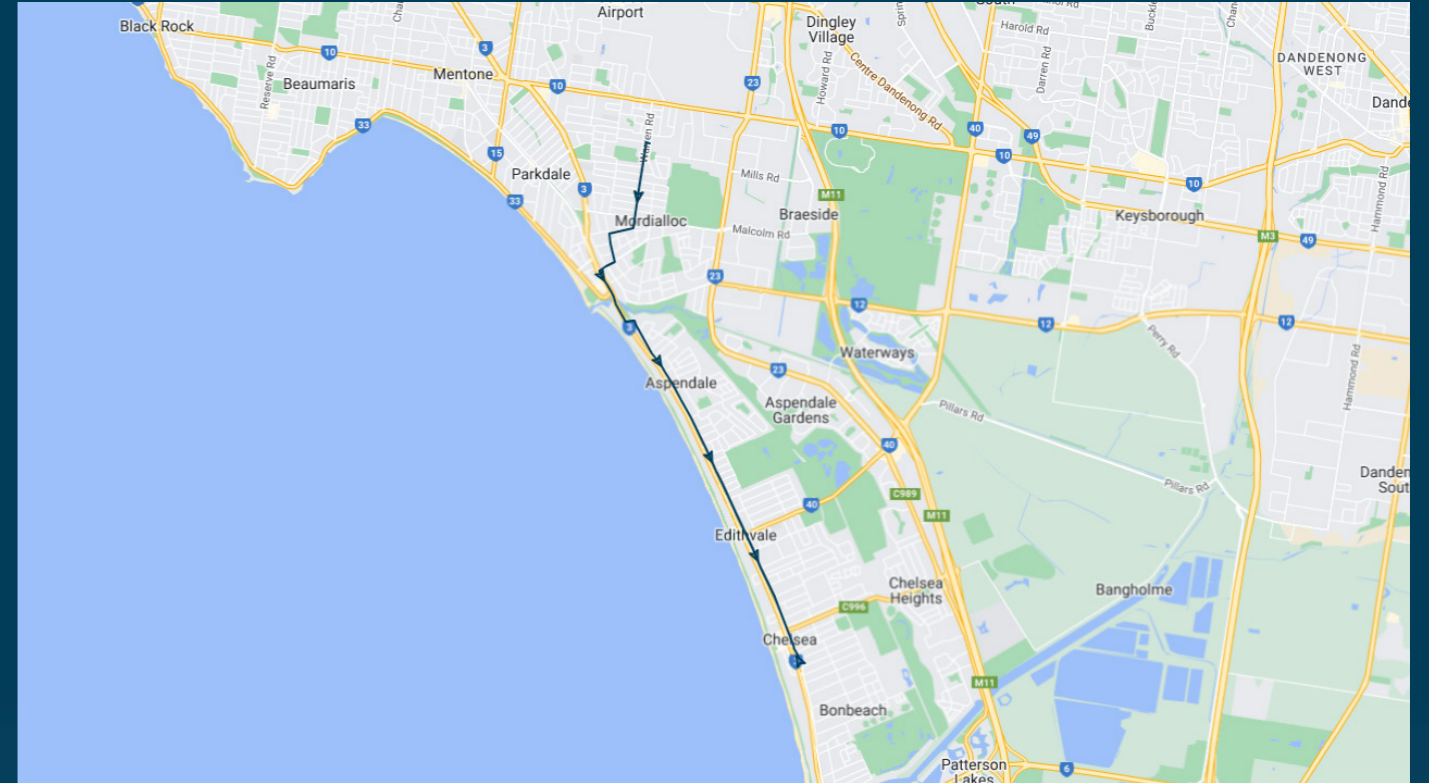 Airport
Black Rock
Dingley
Village
Harold Rd
Reserve Rd
10
3
Mentone
Beaumaris
10
23
Howard Rd
Centre Dandenong Rd
Darren Rd
DANDENONG
WEST
33
15
10
40
49
10
10
Parkdale
3
33
Mills Rd
M11
Braeside
Mordialloc
Malcolm Rd
Keysborough
Hammond Rd
M3
49
23
12
12
12
3
Waterways
Perry Rd
23
Aspendale
Aspendale
Gardens
Pillars Rd
Hammond Rd
40
C989
M11
Pillars Rd
40
Edithvale
Chelsea
Heights
Bangholme
C996
Chelsea
M11
Bonbeach
Patterson
Lakes
6